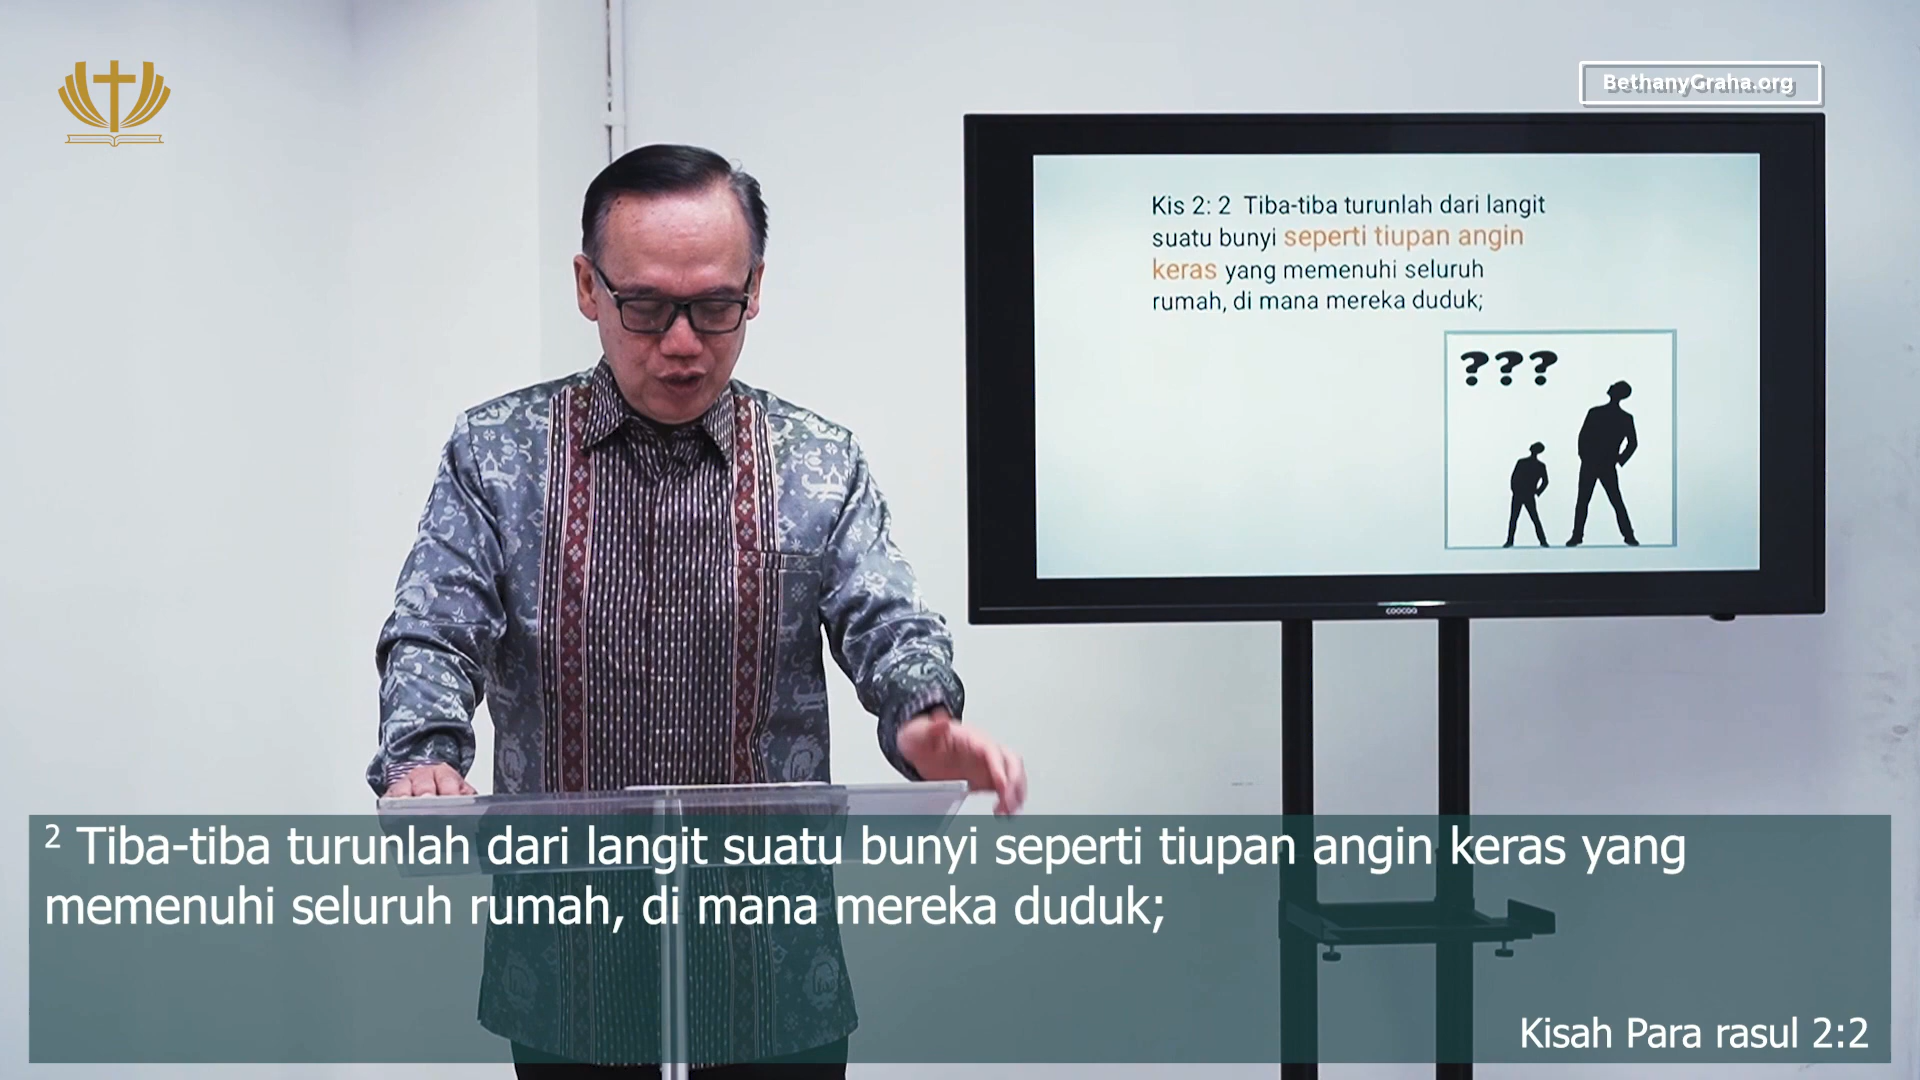 BethanyGraha.org
Kis 2: 2 Tiba-tiba turunlah dari langit
suatu bunyi seperti tiupan angin
keras yang memenuhi seluruh
rumah, di mana mereka duduk;
???
coocaa
2 Tiba-tiba turunlah dari langit suatu bunyi seperti tiupan angin keras yang
memenuhi seluruh rumah, di mana mereka duduk;
Kisah Para rasul 2:2